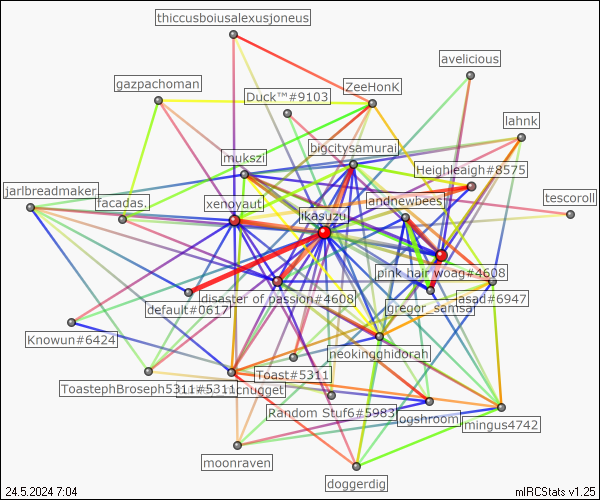 thiccusboiusalexusjoneus
avelicious
gazpachoman
ZeeHonK
Duck™#9103
lahnk
bigcitysamurai
mukszi
Heighleaigh#8575
jarlbreadmaker.
tescoroll
facadas.
xenoyaut
andnewbees
ikasuzu
pink hair woag#4608
disaster of passion#4608
asad#6947
default#0617
gregor_samsar
Knowun#6424
neokingghidorah
Toast#5311
ToastephBroseph5311#5311
cnugget
Random Stuf6#5983
ogshroom
mingus4742
moonraven
doggerdig
24.5.2024 7:04
mIRCStats v1.25